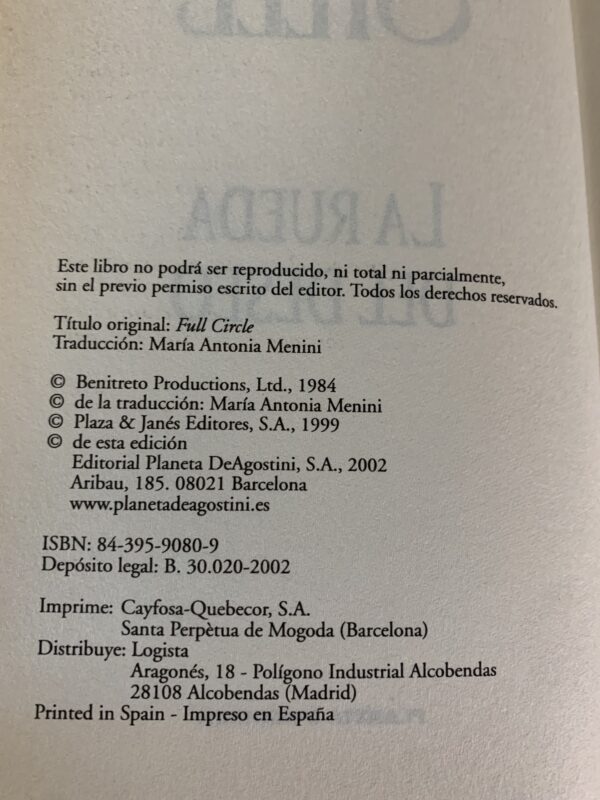 LA RUEDA
Este libro no podrá ser reproducido, ni total ni parcialmente,
sin el previo permiso escrito del editor. Todos los derechos reservados.
Título original: Full Circle
Traducción: María Antonia Menini
© Benitreto Productions, Ltd., 1984
© de la traducción: María Antonia Menini
© Plaza & Janés Editores, S.A., 1999
© de esta edición
Editorial Planeta DeAgostini, S.A., 2002
Aribau, 185. 08021 Barcelona
www.planetadeagostini.es
ISBN: 84-395-9080-9
Depósito legal: B. 30.020-2002
Imprime: Cayfosa-Quebecor, S.A.
Santa Perpètua de Mogoda (Barcelona)
Distribuye: Logista
Aragonés, 18 - Polígono Industrial Alcobendas
28108 Alcobendas (Madrid)
Printed in Spain - Impreso en España